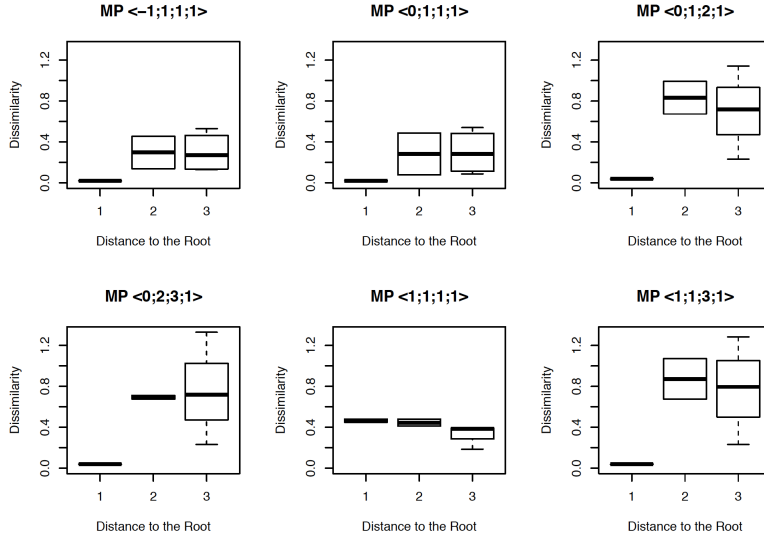 MP <−1;1;1;1>
MP <0;1;1;1>
MP <0;1;2;1>
Dissimilarity
0.0 0.4 0.8 1.2
1 2 3
Distance to the Root
Dissimilarity
0.0 0.4 0.8 1.2
1 2 3
Distance to the Root
Dissimilarity
0.0 0.4 0.8 1.2
1 2 3
Distance to the Root
MP <0;2;3;1>
MP <1;1;1;1>
MP <1;1;3;1>
Dissimilarity
0.0 0.4 0.8 1.2
1 2 3
Distance to the Root
Dissimilarity
0.0 0.4 0.8 1.2
1 2 3
Distance to the Root
Dissimilarity
0.0 0.4 0.8 1.2
1 2 3
Distance to the Root